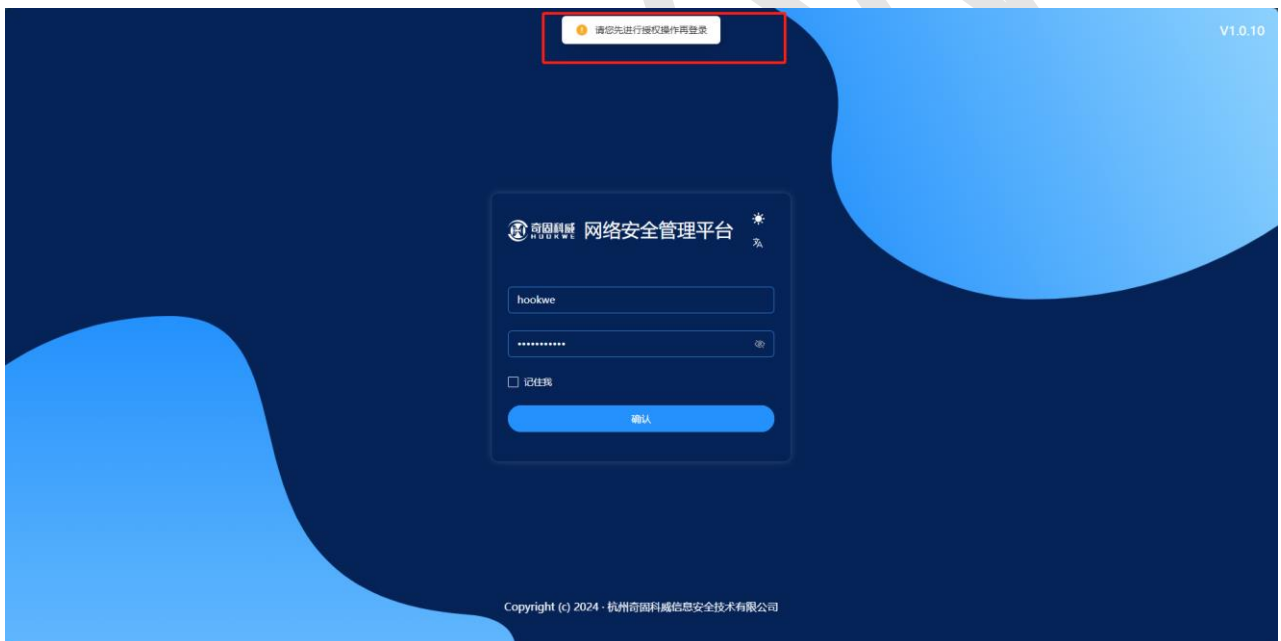 请您先进行授权操作再登录
V1.0.10
奇固科威 网络安全管理平台
HOOKWE
hookwe
•••••••••••
记住我
确认
Copyright (c) 2024 · 杭州奇固科威信息安全技术有限公司